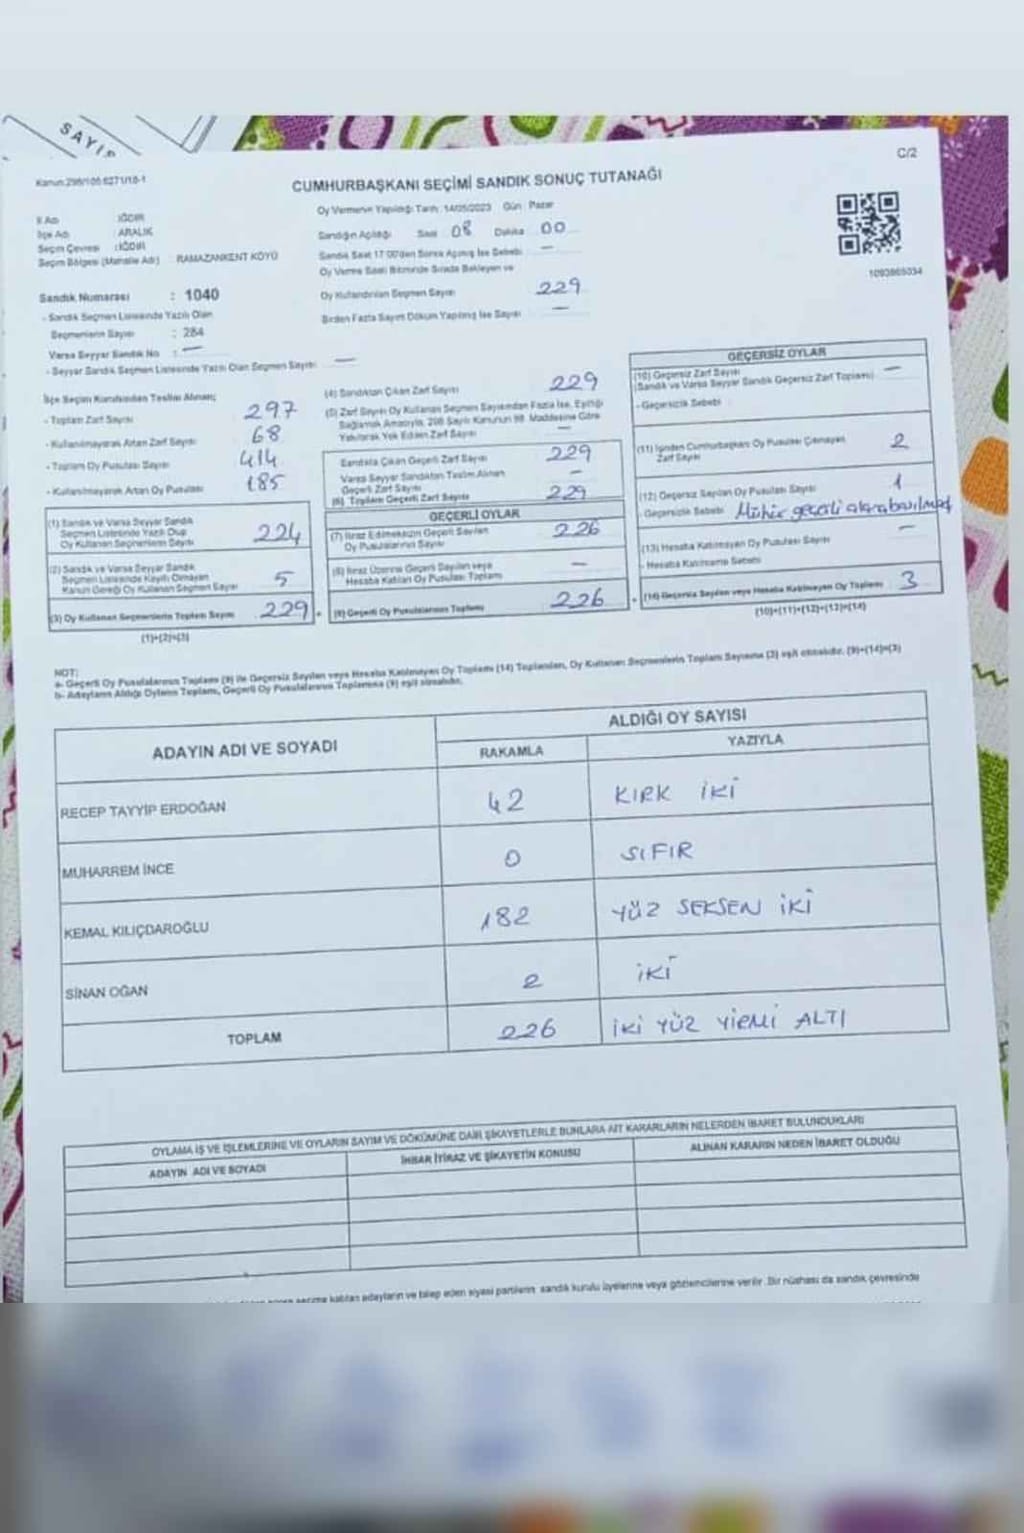 SAYIM
C/2
Kanun:298/105 6271/18-1
CUMHURBAŞKANI SEÇİMİ SANDIK SONUÇ TUTANAĞI
İl Adı : IĞDIR
İlçe Adı : ARALIK
Seçim Çevresi : IĞDIR
Seçim Bölgesi (Mahalle Adı) : RAMAZANKENT KÖYÜ
Oy Vermenin Yapıldığı Tarih : 14/05/2023 Gün : Pazar
Sandığın Açıldığı Saat : 08 Dakika : 00
Sandık Saat 17:00'den Sonra Açılmış İse Sebebi : —
Oy Verme Saati Bitiminde Sırada Bekleyen ve
Oy Kullandırılan Seçmen Sayısı 229
Birden Fazla Sayım Döküm Yapılmış İse Sayısı —
1093865034
Sandık Numarası : 1040
- Sandık Seçmen Listesinde Yazılı Olan
Seçmenlerin Sayısı : 284
Varsa Seyyar Sandık No : —
- Seyyar Sandık Seçmen Listesinde Yazılı Olan Seçmen Sayısı: —
İlçe Seçim Kurulundan Teslim Alınan;
- Toplam Zarf Sayısı 297
- Kullanılmayarak Artan Zarf Sayısı 68
- Toplam Oy Pusulası Sayısı 414
- Kullanılmayarak Artan Oy Pusulası 185
(1) Sandık ve Varsa Seyyar Sandık
Seçmen Listesinde Yazılı Olup
Oy Kullanan Seçmenlerin Sayısı 224
(2) Sandık ve Varsa Seyyar Sandık
Seçmen Listesinde Kayıtlı Olmayan
Kanun Gereği Oy Kullanan Seçmen Sayısı 5
(3) Oy Kullanan Seçmenlerin Toplam Sayısı 229 =
(1)+(2)=(3)
(4) Sandıktan Çıkan Zarf Sayısı 229
(5) Zarf Sayısı Oy Kullanan Seçmen Sayısından Fazla İse, Eşitliği
Sağlamak Amacıyla, 298 Sayılı Kanunun 98. Maddesine Göre
Yakılarak Yok Edilen Zarf Sayısı —
Sandıkta Çıkan Geçerli Zarf Sayısı 229
Varsa Seyyar Sandıktan Teslim Alınan
Geçerli Zarf Sayısı —
(6) Toplam Geçerli Zarf Sayısı 229
GEÇERLİ OYLAR
(7) İtiraz Edilmeksizin Geçerli Sayılan
Oy Pusulalarının Sayısı 226
(8) İtiraz Üzerine Geçerli Sayılan veya
Hesaba Katılan Oy Pusulası Toplamı —
(9) Geçerli Oy Pusulalarının Toplamı 226 +
GEÇERSİZ OYLAR
(10) Geçersiz Zarf Sayısı
(Sandık ve Varsa Seyyar Sandık Geçersiz Zarf Toplamı) —
- Geçersizlik Sebebi :
(11) İçinden Cumhurbaşkanı Oy Pusulası Çıkmayan
Zarf Sayısı 2
(12) Geçersiz Sayılan Oy Pusulası Sayısı 1
- Geçersizlik Sebebi : Mühür geçerli alana basılmamış
(13) Hesaba Katılmayan Oy Pusulası Sayısı —
- Hesaba Katılmama Sebebi
(14) Geçersiz Sayılan veya Hesaba Katılmayan Oy Toplamı 3
(10)+(11)+(12)+(13)=(14)
NOT:
a- Geçerli Oy Pusulalarının Toplamı (9) ile Geçersiz Sayılan veya Hesaba Katılmayan Oy Toplamı (14) Toplamları, Oy Kullanan Seçmenlerin Toplam Sayısına (3) eşit olmalıdır. (9)+(14)=(3)
b- Adayların Aldığı Oyların Toplamı, Geçerli Oy Pusulalarının Toplamına (9) eşit olmalıdır.
ADAYIN ADI VE SOYADI ALDIĞI OY SAYISI
RAKAMLA YAZIYLA
RECEP TAYYİP ERDOĞAN 42 KIRK İKİ
MUHARREM İNCE 0 SIFIR
KEMAL KILIÇDAROĞLU 182 YÜZ SEKSEN İKİ
SİNAN OĞAN 2 İKİ
TOPLAM 226 İKİ YÜZ YİRMİ ALTI
OYLAMA İŞ VE İŞLEMLERİNE VE OYLARIN SAYIM VE DÖKÜMÜNE DAİR ŞİKAYETLERLE BUNLARA AİT KARARLARIN NELERDEN İBARET BULUNDUKLARI
ADAYIN ADI VE SOYADI İHBAR İTİRAZ VE ŞİKAYETİN KONUSU ALINAN KARARIN NEDEN İBARET OLDUĞU
seçime katılan adayların ve talep eden siyasi partilerin sandık kurulu üyelerine veya gözlemcilerine verilir. Bir nüshası da sandık çevresinde